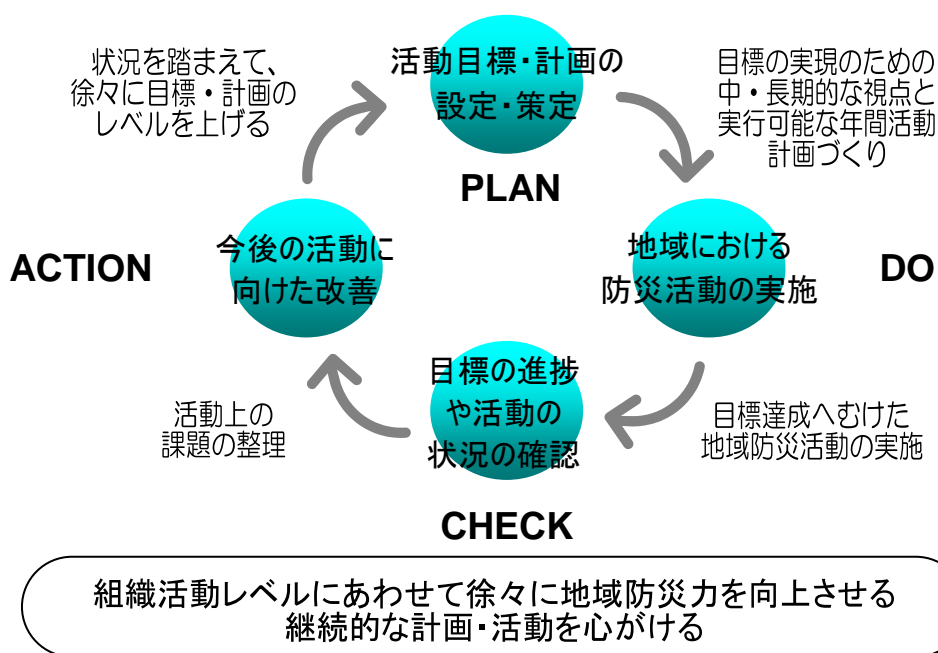 活動目標・計画の
設定・策定
PLAN
目標の実現のための
中・長期的な視点と
実行可能な年間活動
計画づくり
地域における
防災活動の実施
DO
目標達成へむけた
地域防災活動の実施
目標の進捗
や活動の
状況の確認
CHECK
活動上の
課題の整理
今後の活動に
向けた改善
ACTION
状況を踏まえて、
徐々に目標・計画の
レベルを上げる
組織活動レベルにあわせて徐々に地域防災力を向上させる
継続的な計画・活動を心がける